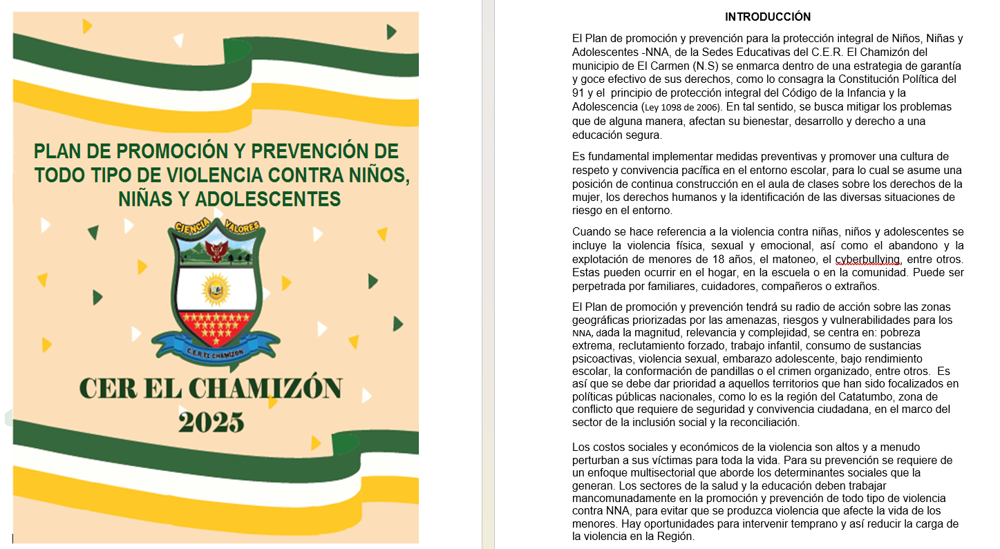 PLAN DE PROMOCIÓN Y PREVENCIÓN DE
TODO TIPO DE VIOLENCIA CONTRA NIÑOS,
NIÑAS Y ADOLESCENTES
CIENCIA VALORES
C.E.R EL CHAMIZON
CER EL CHAMIZÓN
2025
INTRODUCCIÓN
El Plan de promoción y prevención para la protección integral de Niños, Niñas y
Adolescentes -NNA, de la Sedes Educativas del C.E.R. El Chamizón del
municipio de El Carmen (N.S) se enmarca dentro de una estrategia de garantía
y goce efectivo de sus derechos, como lo consagra la Constitución Política del
91 y el principio de protección integral del Código de la Infancia y la
Adolescencia (Ley 1098 de 2006). En tal sentido, se busca mitigar los problemas
que de alguna manera, afectan su bienestar, desarrollo y derecho a una
educación segura.
Es fundamental implementar medidas preventivas y promover una cultura de
respeto y convivencia pacífica en el entorno escolar, para lo cual se asume una
posición de continua construcción en el aula de clases sobre los derechos de la
mujer, los derechos humanos y la identificación de las diversas situaciones de
riesgo en el entorno.
Cuando se hace referencia a la violencia contra niñas, niños y adolescentes se
incluye la violencia física, sexual y emocional, así como el abandono y la
explotación de menores de 18 años, el matoneo, el cyberbullying, entre otros.
Estas pueden ocurrir en el hogar, en la escuela o en la comunidad. Puede ser
perpetrada por familiares, cuidadores, compañeros o extraños.
El Plan de promoción y prevención tendrá su radio de acción sobre las zonas
geográficas priorizadas por las amenazas, riesgos y vulnerabilidades para los
NNA, dada la magnitud, relevancia y complejidad, se centra en: pobreza
extrema, reclutamiento forzado, trabajo infantil, consumo de sustancias
psicoactivas, violencia sexual, embarazo adolescente, bajo rendimiento
escolar, la conformación de pandillas o el crimen organizado, entre otros. Es
así que se debe dar prioridad a aquellos territorios que han sido focalizados en
políticas públicas nacionales, como lo es la región del Catatumbo, zona de
conflicto que requiere de seguridad y convivencia ciudadana, en el marco del
sector de la inclusión social y la reconciliación.
Los costos sociales y económicos de la violencia son altos y a menudo
perturban a sus víctimas para toda la vida. Para su prevención se requiere de
un enfoque multisectorial que aborde los determinantes sociales que la
generan. Los sectores de la salud y la educación deben trabajar
mancomunadamente en la promoción y prevención de todo tipo de violencia
contra NNA, para evitar que se produzca violencia que afecte la vida de los
menores. Hay oportunidades para intervenir temprano y así reducir la carga de
la violencia en la Región.